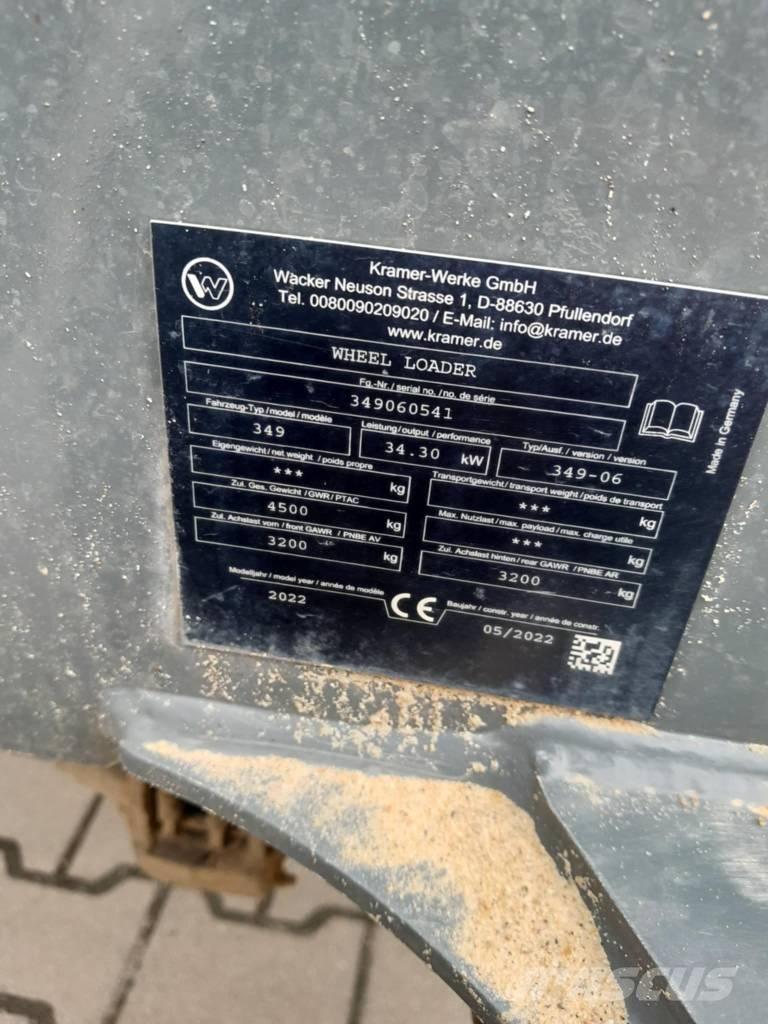 W
Kramer-Werke GmbH
Wacker Neuson Strasse 1, D-88630 Pfullendorf
Tel. 0080090209020 / E-Mail: info@kramer.de
www.kramer.de
WHEEL LOADER
Fg.-Nr. / serial no. / no. de série
349060541
Fahrzeug-Typ / model / modèle
349
Leistung / output / performance
34.30 kW
Typ/Ausf. / version / version
349-06
Eigengewicht / net weight / poids propre
*** kg
Transportgewicht / transport weight / poids de transport
*** kg
Zul. Ges. Gewicht / GWR / PTAC
4500 kg
Max. Nutzlast / max. payload / max. charge utile
*** kg
Zul. Achslast vorn / front GAWR / PNBE AV
3200 kg
Zul. Achslast hinten / rear GAWR / PNBE AR
3200 kg
Modelljahr / model year / année de modèle
2022
CE
Baujahr / constr. year / année de constr.
05/2022
Made in Germany
Mascus